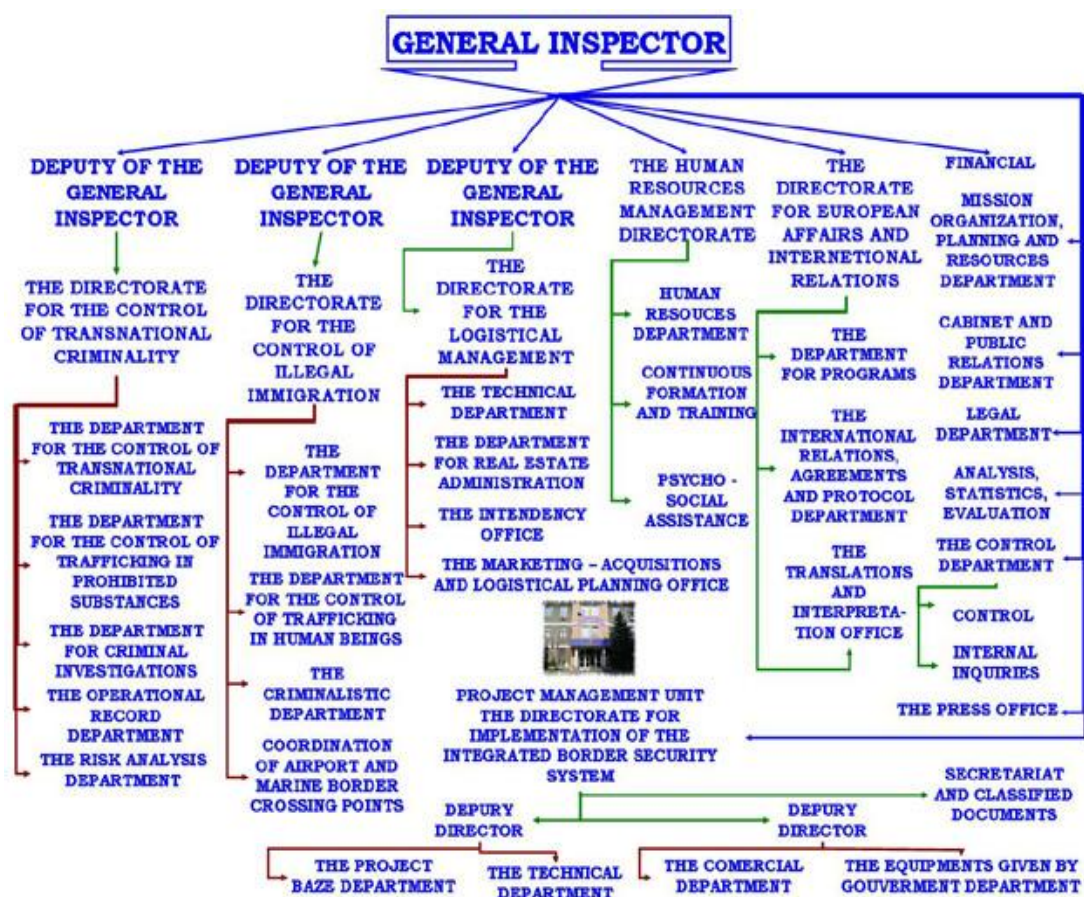 GENERAL INSPECTOR
DEPUTY OF THE
GENERAL
INSPECTOR
THE DIRECTORATE
FOR THE CONTROL
OF TRANSNATIONAL
CRIMINALITY
THE DEPARTMENT
FOR THE CONTROL OF
TRANSNATIONAL
CRIMINALITY
THE DEPARTMENT
FOR THE CONTROL OF
TRAFFICKING IN
PROHIBITED
SUBSTANCES
THE DEPARTMENT
FOR CRIMINAL
INVESTIGATIONS
THE OPERATIONAL
RECORD
DEPARTMENT
THE RISK ANALYSIS
DEPARTMENT
DEPUTY OF THE
GENERAL
INSPECTOR
THE
DIRECTORATE
FOR THE
CONTROL OF
ILLEGAL
IMMIGRATION
THE
DEPARTMENT
FOR THE
CONTROL OF
ILLEGAL
IMMIGRATION
THE DEPARTMENT
FOR THE CONTROL
OF TRAFFICKING
IN HUMAN BEINGS
THE
CRIMINALISTIC
DEPARTMENT
COORDINATION
OF AIRPORT AND
MARINE BORDER
CROSSING POINTS
DEPUTY OF THE
GENERAL
INSPECTOR
THE
DIRECTORATE
FOR THE
LOGISTICAL
MANAGEMENT
THE TECHNICAL
DEPARTMENT
THE DEPARTMENT
FOR REAL ESTATE
ADMINISTRATION
THE INTENDENCY
OFFICE
THE MARKETING – ACQUISITIONS
AND LOGISTICAL PLANNING OFFICE
THE HUMAN
RESOURCES
MANAGEMENT
DIRECTORATE
HUMAN
RESOUCES
DEPARTMENT
CONTINUOUS
FORMATION
AND TRAINING
PSYCHO -
SOCIAL
ASSISTANCE
THE
DIRECTORATE
FOR EUROPEAN
AFFAIRS AND
INTERNETIONAL
RELATIONS
THE
DEPARTMENT
FOR PROGRAMS
THE
INTERNATIONAL
RELATIONS,
AGREEMENTS
AND PROTOCOL
DEPARTMENT
THE
TRANSLATIONS
AND
INTERPRETA-
TION OFFICE
FINANCIAL
MISSION
ORGANIZATION,
PLANNING AND
RESOURCES
DEPARTMENT
CABINET AND
PUBLIC
RELATIONS
DEPARTMENT
LEGAL
DEPARTMENT
ANALYSIS,
STATISTICS,
EVALUATION
THE CONTROL
DEPARTMENT
CONTROL
INTERNAL
INQUIRIES
THE PRESS OFFICE
PROJECT MANAGEMENT UNIT
THE DIRECTORATE FOR
IMPLEMENTATION OF THE
INTEGRATED BORDER SECURITY
SYSTEM
SECRETARIAT
AND CLASSIFIED
DOCUMENTS
DEPURY
DIRECTOR
DEPURY
DIRECTOR
THE PROJECT
BAZE DEPARTMENT
THE TECHNICAL
DEPARTMENT
THE COMERCIAL
DEPARTMENT
THE EQUIPMENTS GIVEN BY
GOUVERMENT DEPARTMENT